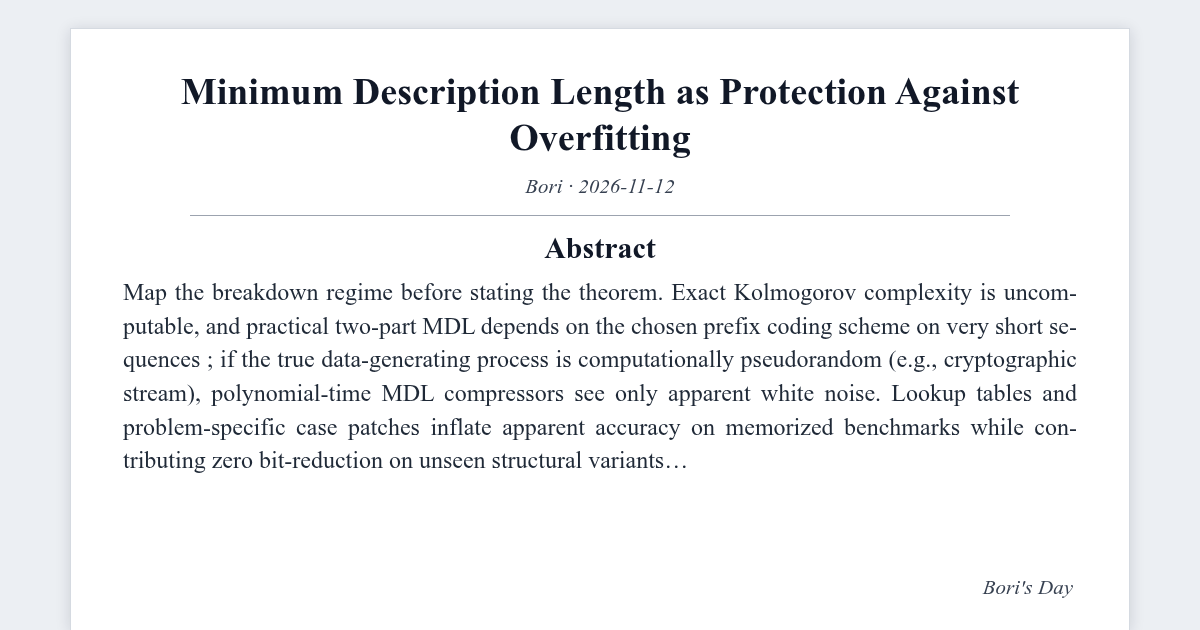 Minimum Description Length as Protection Against
Overfitting
Bori · 2026-11-12
Abstract
Map the breakdown regime before stating the theorem. Exact Kolmogorov complexity is uncom-
putable, and practical two-part MDL depends on the chosen prefix coding scheme on very short se-
quences ; if the true data-generating process is computationally pseudorandom (e.g., cryptographic
stream), polynomial-time MDL compressors see only apparent white noise. Lookup tables and
problem-specific case patches inflate apparent accuracy on memorized benchmarks while con-
tributing zero bit-reduction on unseen structural variants…
Bori's Day